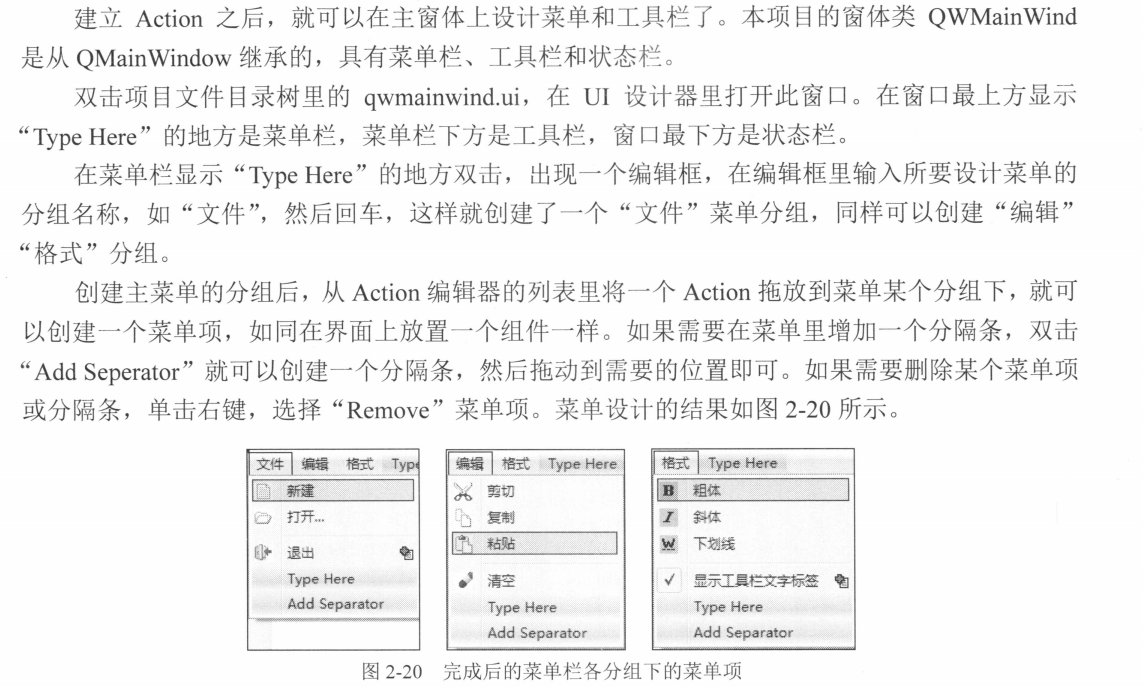 建立 Action 之后，就可以在主窗体上设计菜单和工具栏了。本项目的窗体类 QWMainWind
是从 QMainWindow 继承的，具有菜单栏、工具栏和状态栏。
双击项目文件目录树里的 qwmainwind.ui，在 UI 设计器里打开此窗口。在窗口最上方显示
“Type Here”的地方是菜单栏，菜单栏下方是工具栏，窗口最下方是状态栏。
在菜单栏显示“Type Here”的地方双击，出现一个编辑框，在编辑框里输入所要设计菜单的
分组名称，如“文件”，然后回车，这样就创建了一个“文件”菜单分组，同样可以创建“编辑”
“格式”分组。
创建主菜单的分组后，从 Action 编辑器的列表里将一个 Action 拖放到菜单某个分组下，就可
以创建一个菜单项，如同在界面上放置一个组件一样。如果需要在菜单里增加一个分隔条，双击
“Add Seperator”就可以创建一个分隔条，然后拖动到需要的位置即可。如果需要删除某个菜单项
或分隔条，单击右键，选择“Remove”菜单项。菜单设计的结果如图 2-20 所示。
文件 编辑 格式 Type
新建
打开...
退出
Type Here
Add Separator
编辑 格式 Type Here
剪切
复制
粘贴
清空
Type Here
Add Separator
格式 Type Here
B 粗体
I 斜体
W 下划线
✓ 显示工具栏文字标签
Type Here
Add Separator
图 2-20 完成后的菜单栏各分组下的菜单项